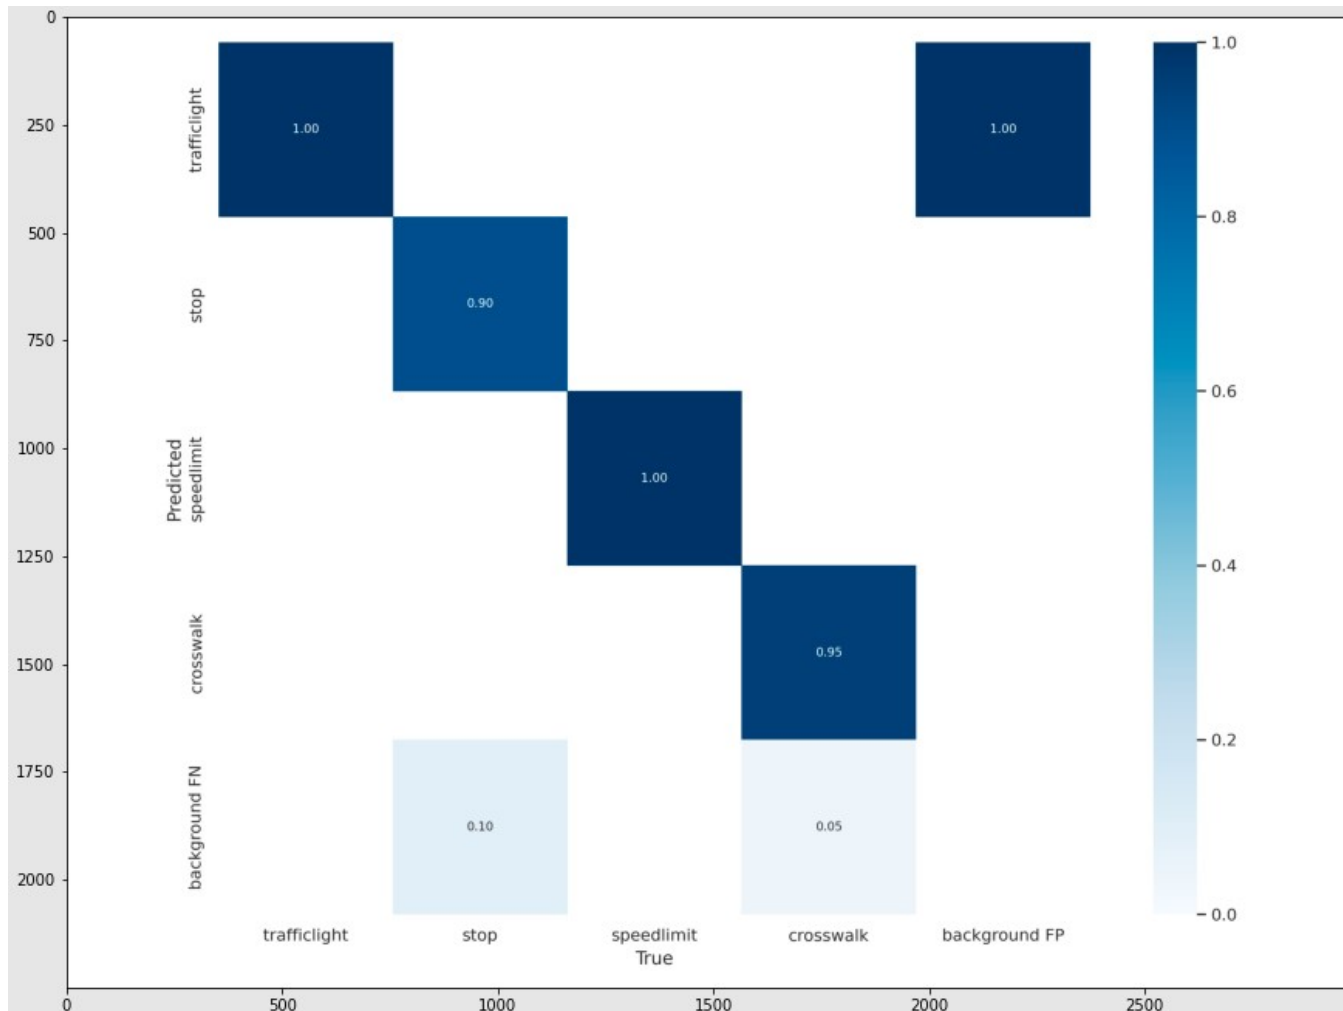 0
250
500
750
1000
1250
1500
1750
2000
trafficlight
stop
Predicted
speedlimit
crosswalk
background FN
1.00
1.00
0.90
1.00
0.95
0.10
0.05
1.0
0.8
0.6
0.4
0.2
0.0
trafficlight
stop
speedlimit
crosswalk
background FP
True
0
500
1000
1500
2000
2500